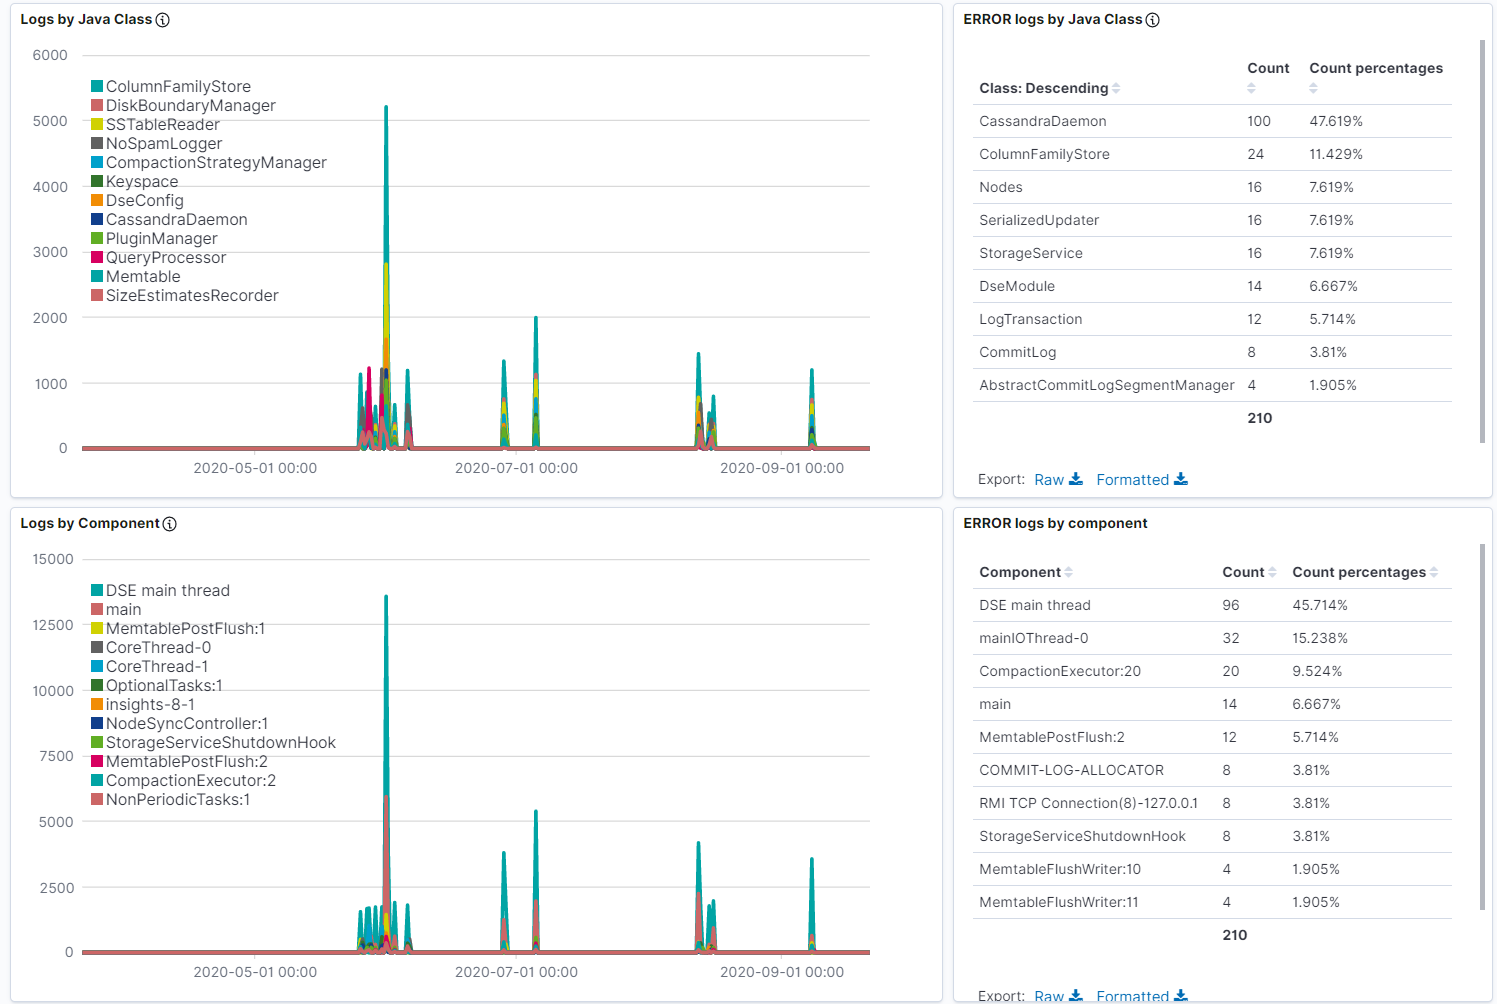 Logs by Java Class
6000
5000
4000
3000
2000
1000
0
ColumnFamilyStore
DiskBoundaryManager
SSTableReader
NoSpamLogger
CompactionStrategyManager
Keyspace
DseConfig
CassandraDaemon
PluginManager
QueryProcessor
Memtable
SizeEstimatesRecorder
2020-05-01 00:00 2020-07-01 00:00 2020-09-01 00:00
ERROR logs by Java Class
Class: Descending Count Count percentages
CassandraDaemon 100 47.619%
ColumnFamilyStore 24 11.429%
Nodes 16 7.619%
SerializedUpdater 16 7.619%
StorageService 16 7.619%
DseModule 14 6.667%
LogTransaction 12 5.714%
CommitLog 8 3.81%
AbstractCommitLogSegmentManager 4 1.905%
210
Export: Raw Formatted
Logs by Component
15000
12500
10000
7500
5000
2500
0
DSE main thread
main
MemtablePostFlush:1
CoreThread-0
CoreThread-1
OptionalTasks:1
insights-8-1
NodeSyncController:1
StorageServiceShutdownHook
MemtablePostFlush:2
CompactionExecutor:2
NonPeriodicTasks:1
2020-05-01 00:00 2020-07-01 00:00 2020-09-01 00:00
ERROR logs by component
Component Count Count percentages
DSE main thread 96 45.714%
mainIOThread-0 32 15.238%
CompactionExecutor:20 20 9.524%
main 14 6.667%
MemtablePostFlush:2 12 5.714%
COMMIT-LOG-ALLOCATOR 8 3.81%
RMI TCP Connection(8)-127.0.0.1 8 3.81%
StorageServiceShutdownHook 8 3.81%
MemtableFlushWriter:10 4 1.905%
MemtableFlushWriter:11 4 1.905%
210
Export: Raw Formatted